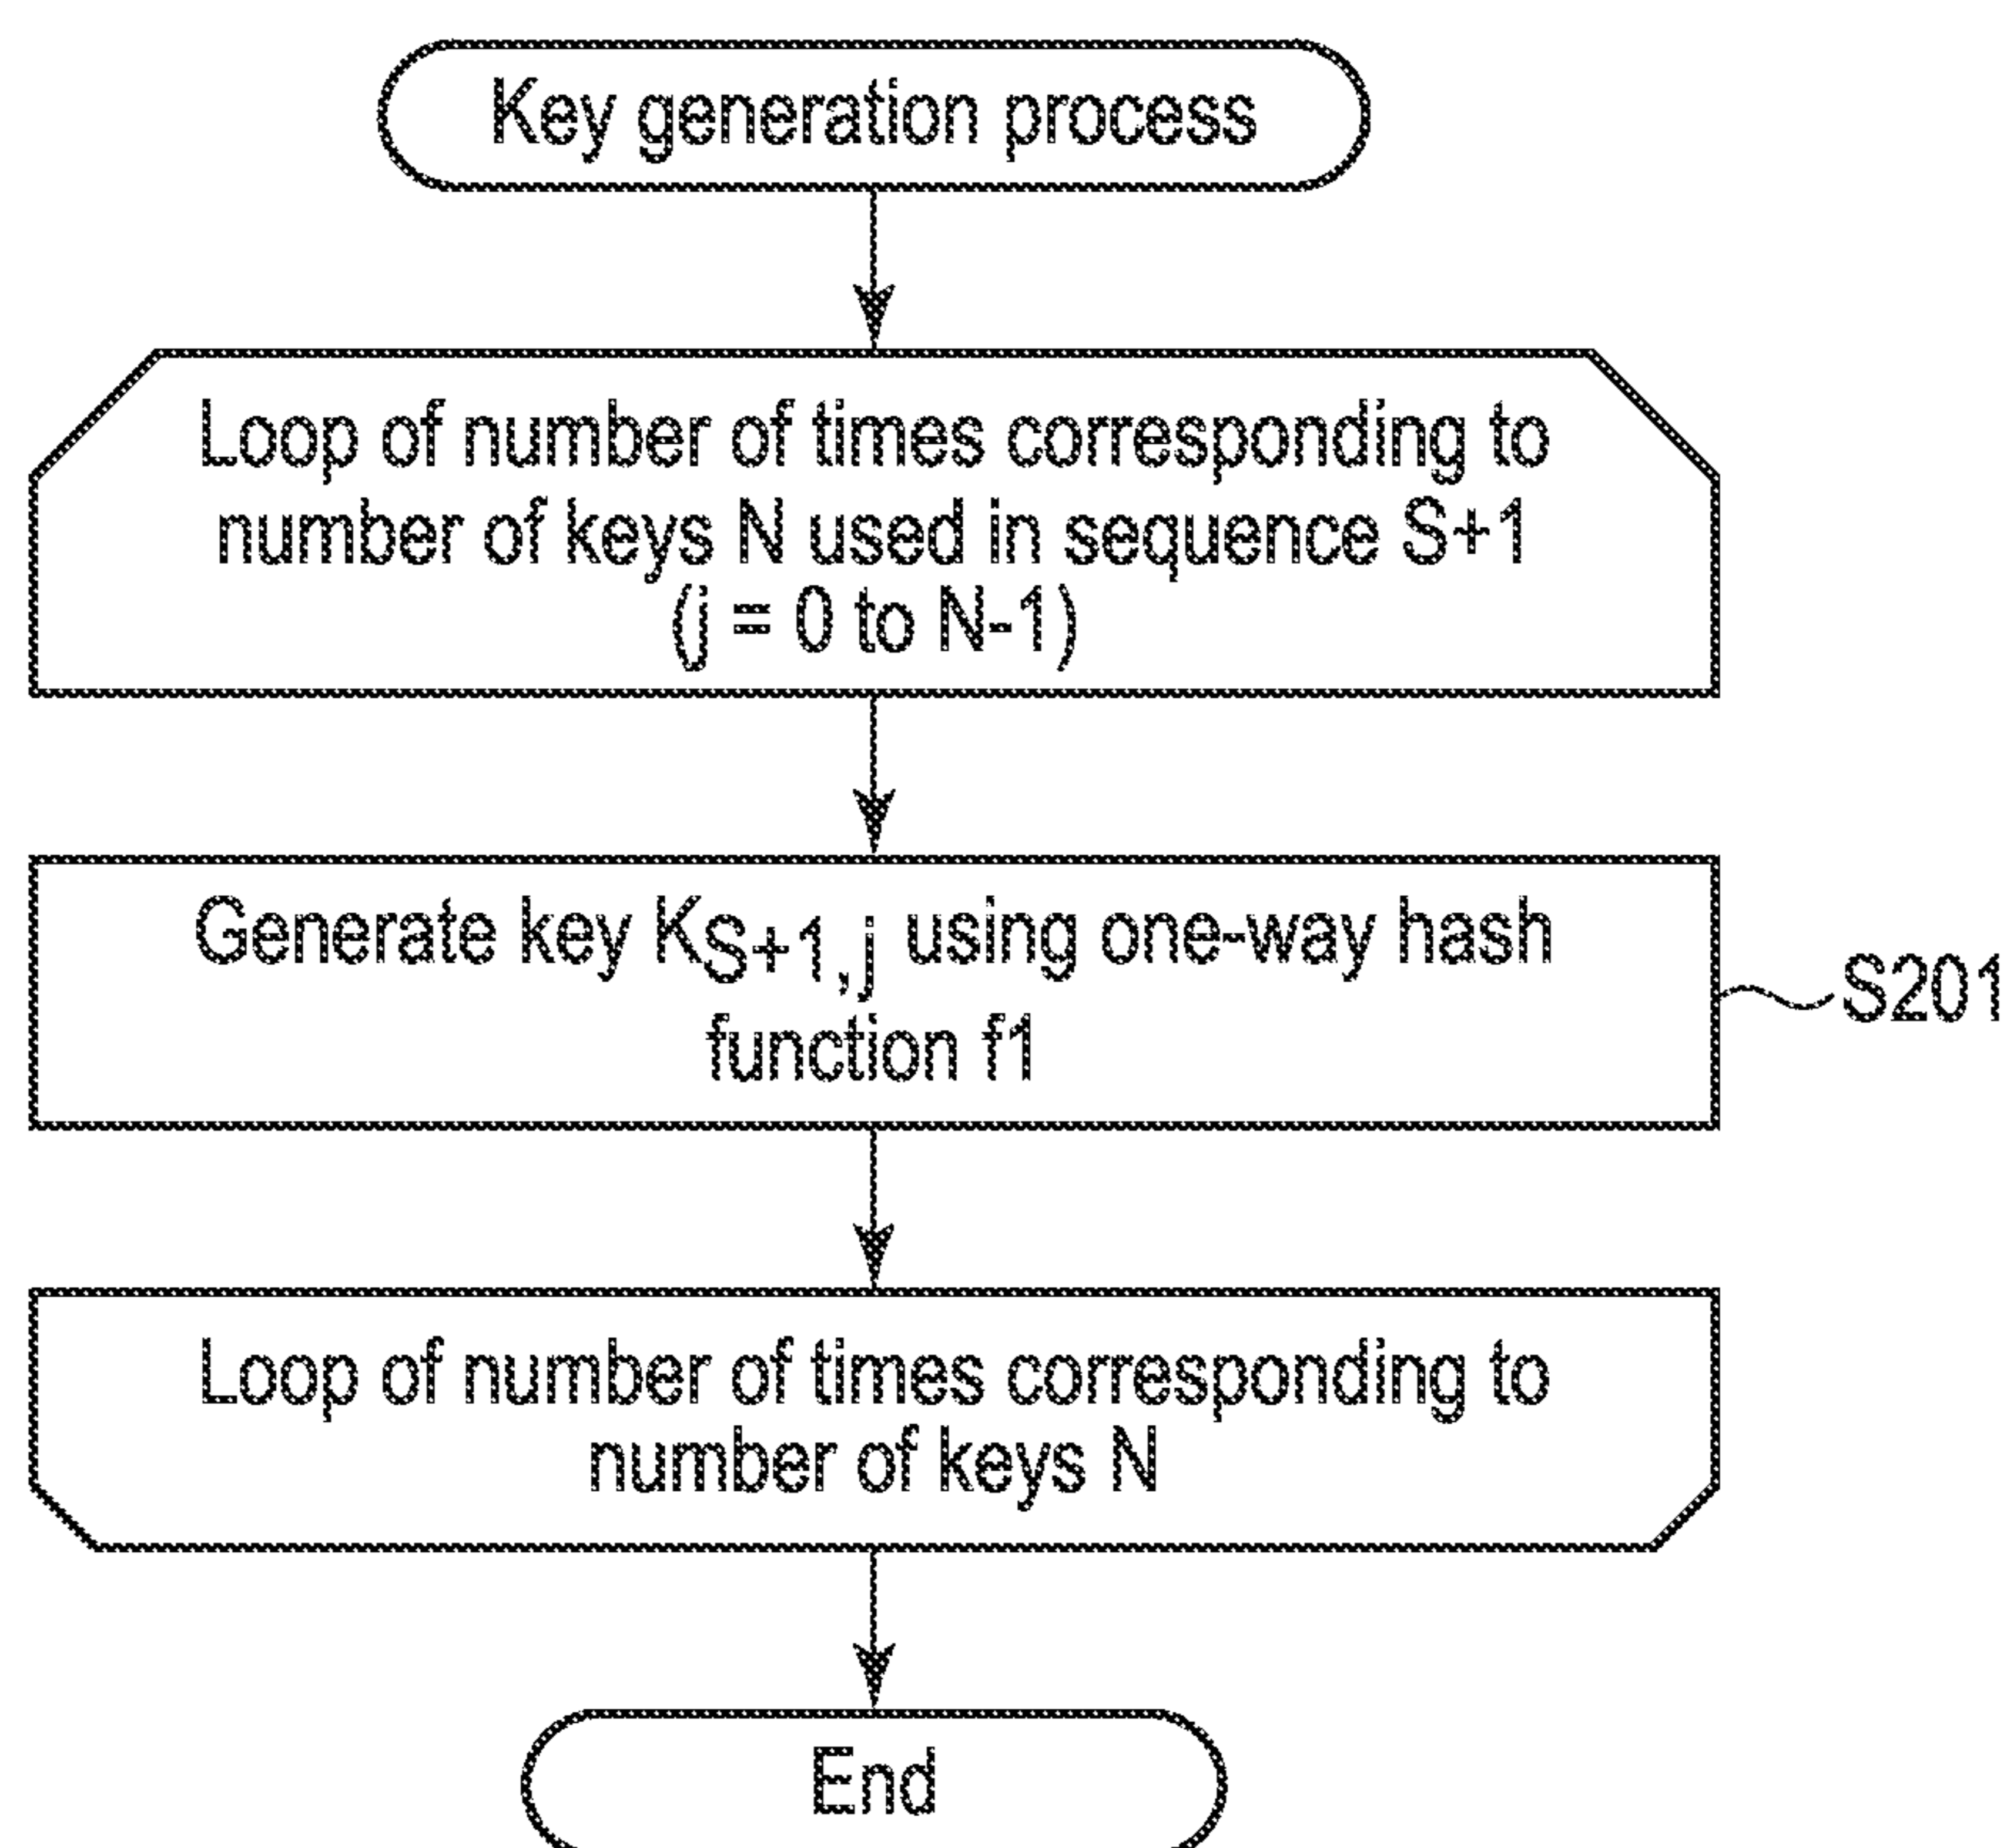 Key generation process
Loop of number of times corresponding to
number of keys N used in sequence S+1
(j = 0 to N-1)
Generate key KS+1, j using one-way hash
function f1
S201
Loop of number of times corresponding to
number of keys N
End